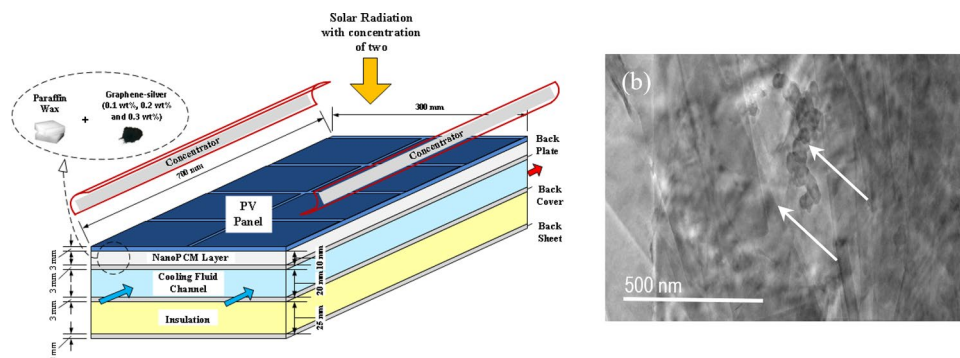 Solar Radiation
with concentration
of two
Paraffin
Wax
+
Graphene-silver
(0.1 wt%, 0.2 wt%
and 0.3 wt%)
Concentrator
700 mm
300 mm
Concentrator
Back
Plate
Back
Cover
Back
Sheet
PV
Panel
NanoPCM Layer
Cooling Fluid
Channel
Insulation
3 mm
3 mm
3 mm
mm
10 mm
20 mm
25 mm
(b)
500 nm